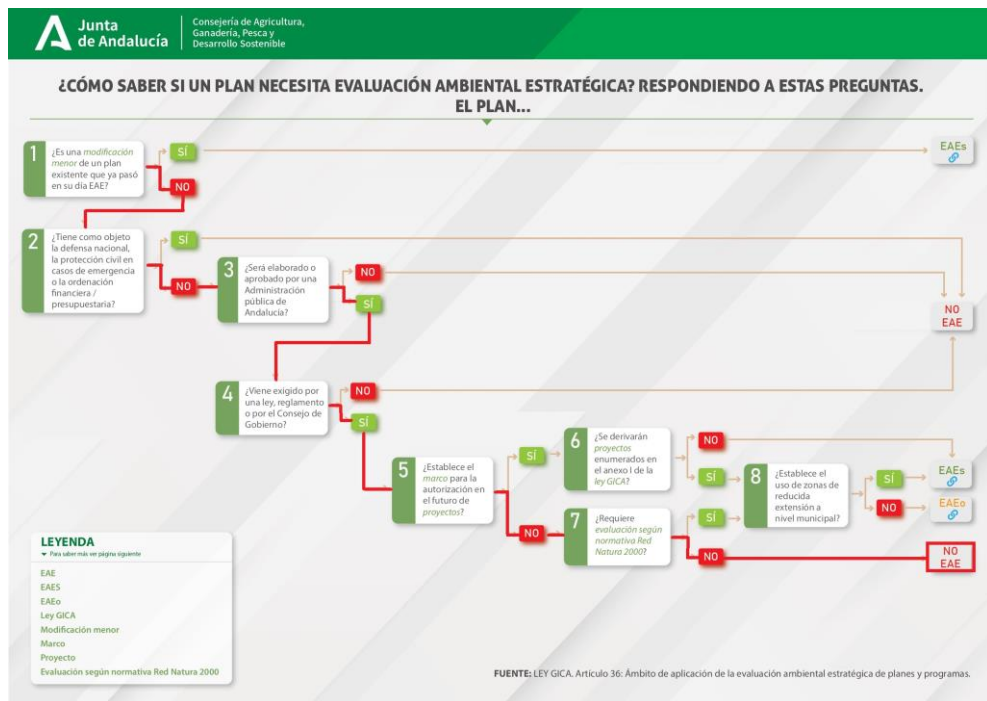 Junta
de Andalucía
Consejería de Agricultura,
Ganadería, Pesca y
Desarrollo Sostenible
¿CÓMO SABER SI UN PLAN NECESITA EVALUACIÓN AMBIENTAL ESTRATÉGICA? RESPONDIENDO A ESTAS PREGUNTAS.
EL PLAN...
1
¿Es una modificación
menor de un plan
existente que ya pasó
en su día EAE?
SÍ
NO
EAEs
2
¿Tiene como objeto
la defensa nacional,
la protección civil en
casos de emergencia
o la ordenación
financiera /
presupuestaria?
SÍ
NO
3
¿Será elaborado o
aprobado por una
Administración
pública de
Andalucía?
NO
SÍ
NO
EAE
4
¿Viene exigido por
una ley, reglamento
o por el Consejo de
Gobierno?
NO
SÍ
5
¿Establece el
marco para la
autorización en
el futuro de
proyectos?
SÍ
NO
6
¿Se derivarán
proyectos
enumerados en
el anexo I de la
ley GICA?
NO
SÍ
7
¿Requiere
evaluación según
normativa Red
Natura 2000?
SÍ
NO
8
¿Establece el
uso de zonas de
reducida
extensión a
nivel municipal?
SÍ
NO
EAEs
EAEo
NO
EAE
LEYENDA
Para saber más ver página siguiente
EAE
EAES
EAEo
Ley GICA
Modificación menor
Marco
Proyecto
Evaluación según normativa Red Natura 2000
FUENTE: LEY GICA. Artículo 36: Ámbito de aplicación de la evaluación ambiental estratégica de planes y programas.